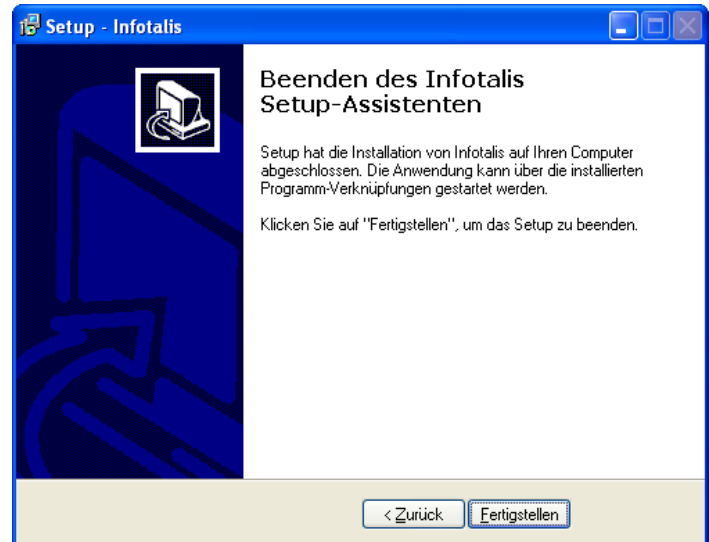 Setup - Infotalis
Beenden des Infotalis
Setup-Assistenten
Setup hat die Installation von Infotalis auf Ihren Computer
abgeschlossen. Die Anwendung kann über die installierten
Programm-Verknüpfungen gestartet werden.
Klicken Sie auf "Fertigstellen", um das Setup zu beenden.
< Zurück
Fertigstellen